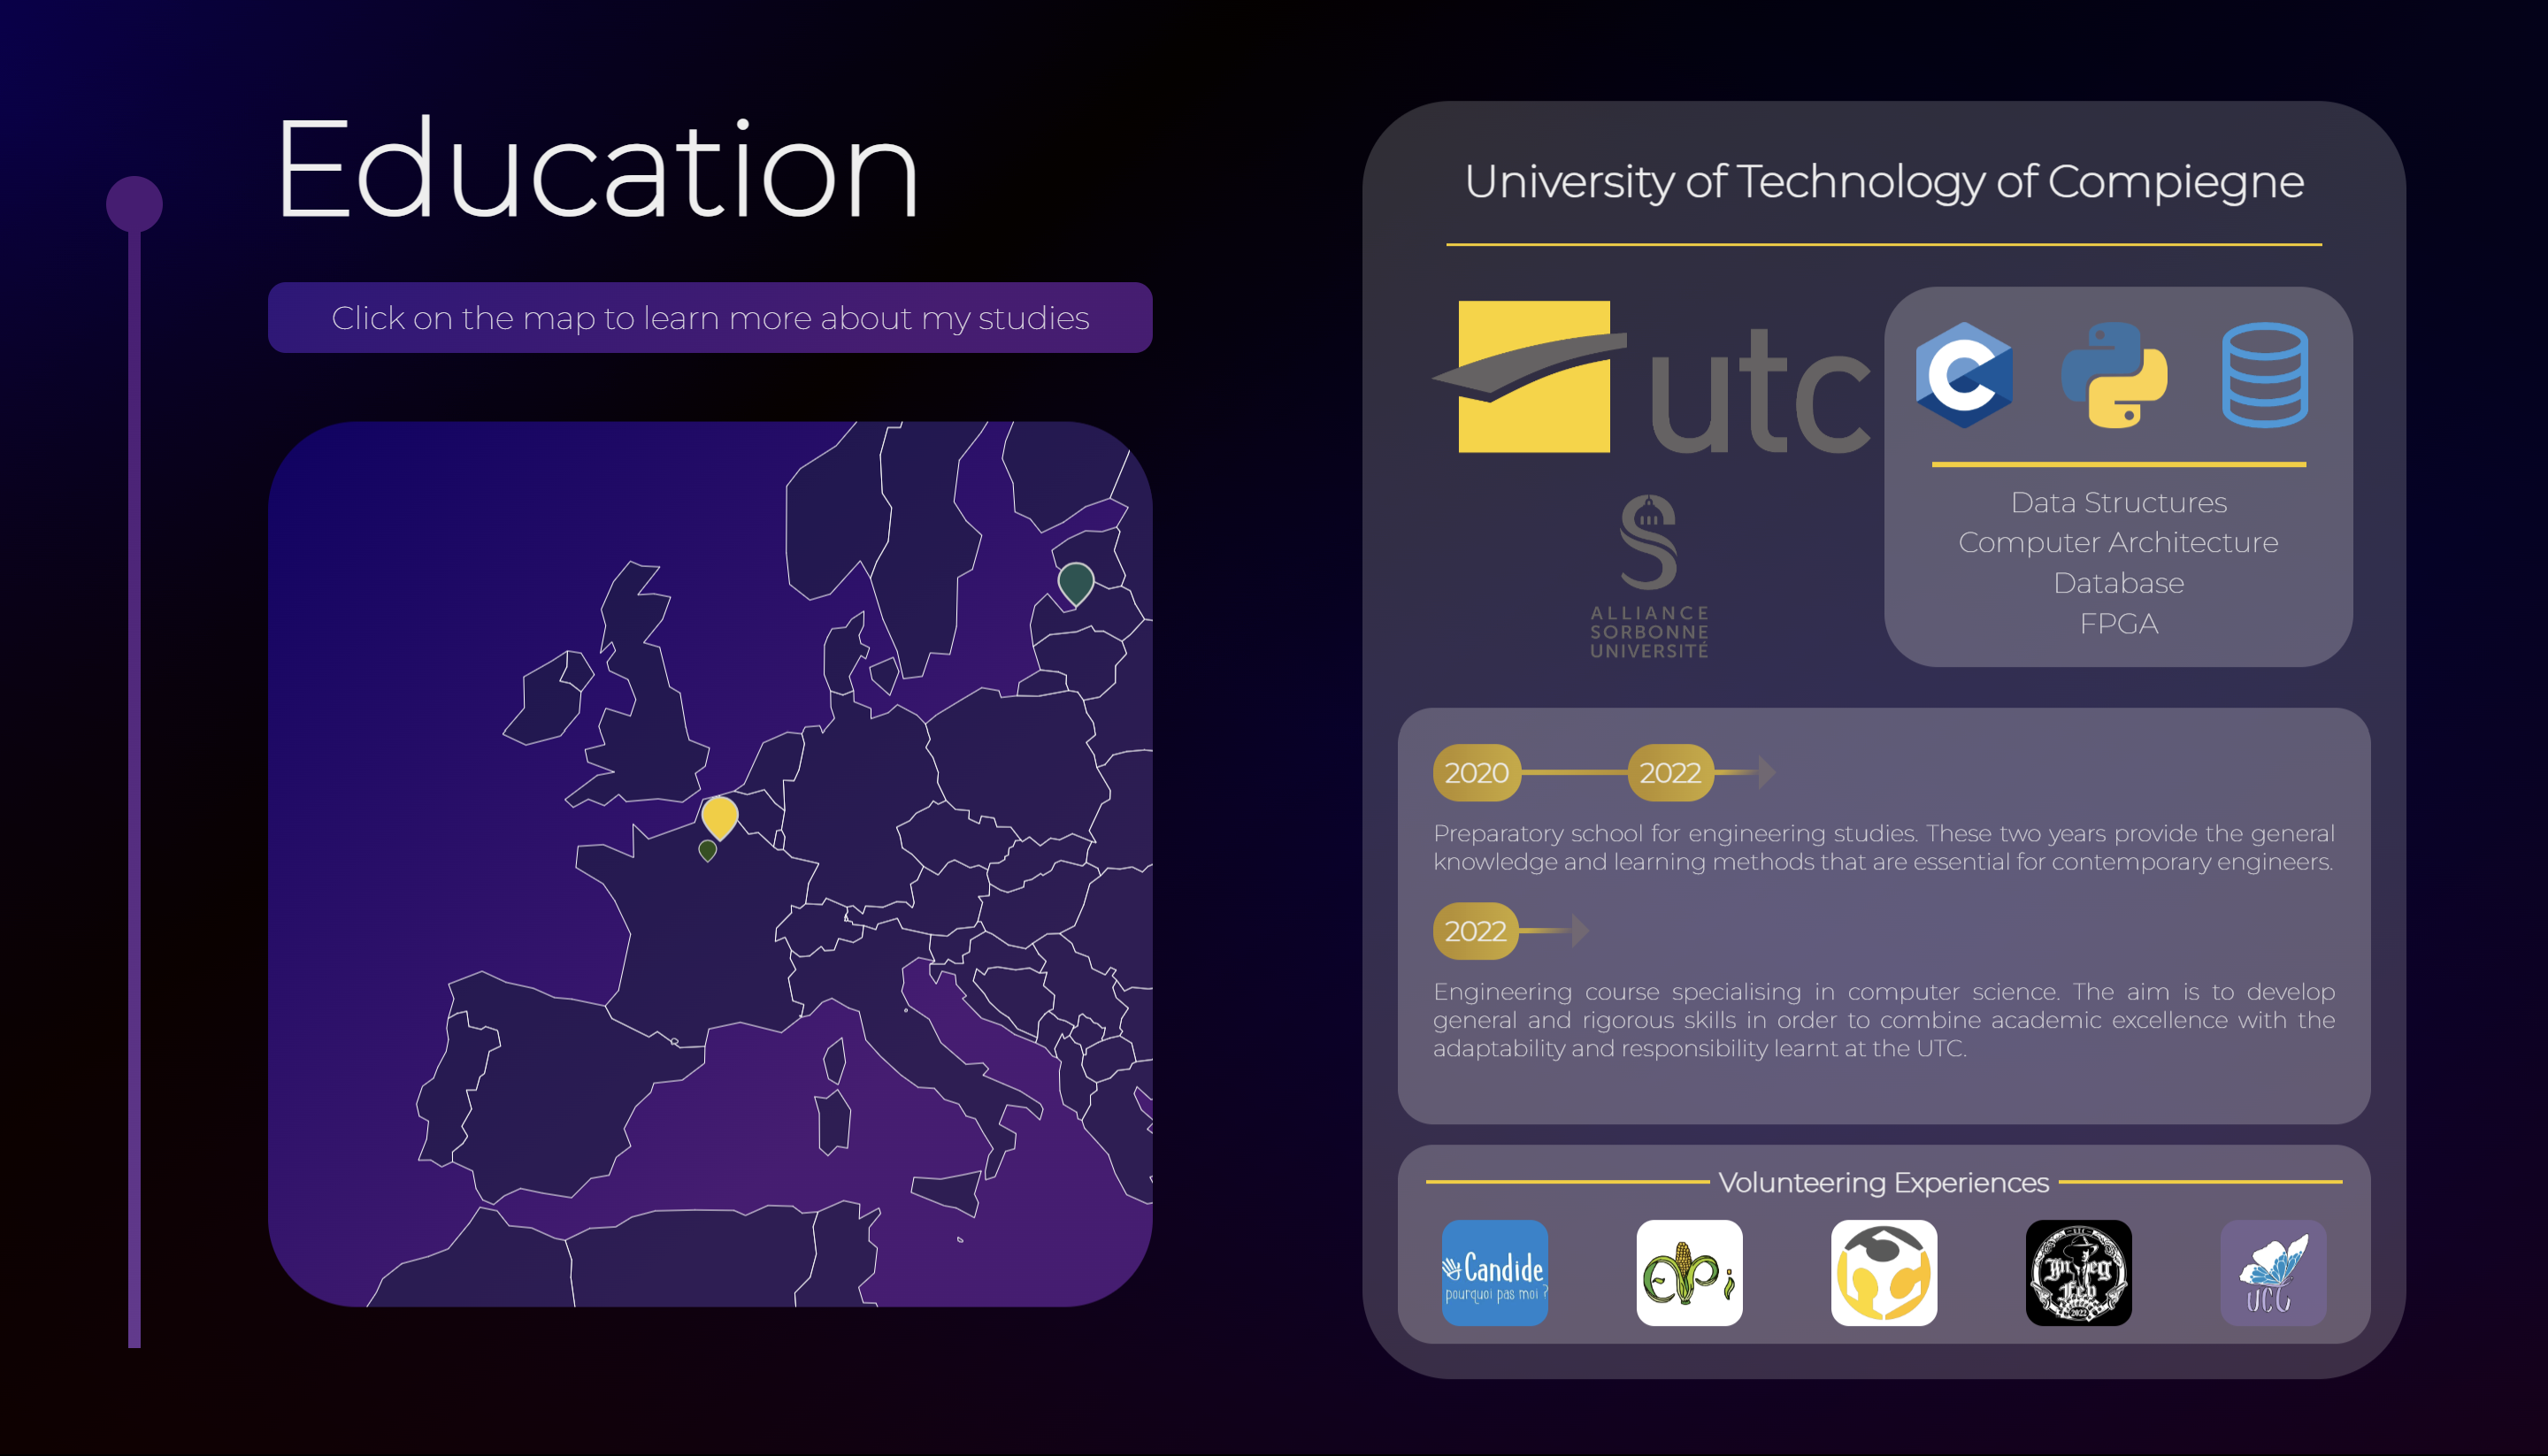 Education
Click on the map to learn more about my studies
University of Technology of Compiegne
utc
ALLIANCE
SORBONNE
UNIVERSITÉ
Data Structures
Computer Architecture
Database
FPGA
2020
2022
Preparatory school for engineering studies. These two years provide the general
knowledge and learning methods that are essential for contemporary engineers.
2022
Engineering course specialising in computer science. The aim is to develop
general and rigorous skills in order to combine academic excellence with the
adaptability and responsibility learnt at the UTC.
Volunteering Experiences
Candide
pourquoi pas moi ?
EPi
UTC
2022